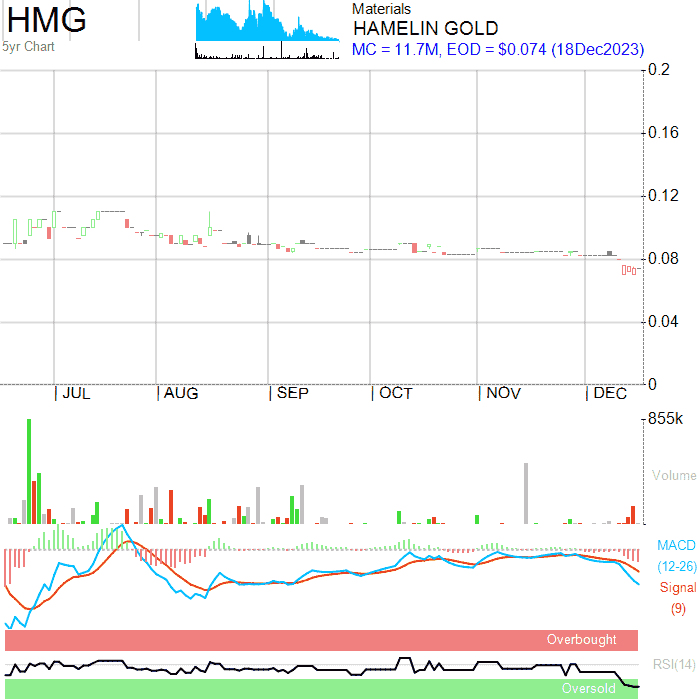 HMG
5yr Chart
Materials
HAMELIN GOLD
MC = 11.7M, EOD = $0.074 (18Dec2023)
0.2
0.16
0.12
0.08
0.04
0
| JUL | AUG | SEP | OCT | NOV | DEC
855k
Volume
MACD
(12-26)
Signal
(9)
Overbought
RSI(14)
Oversold